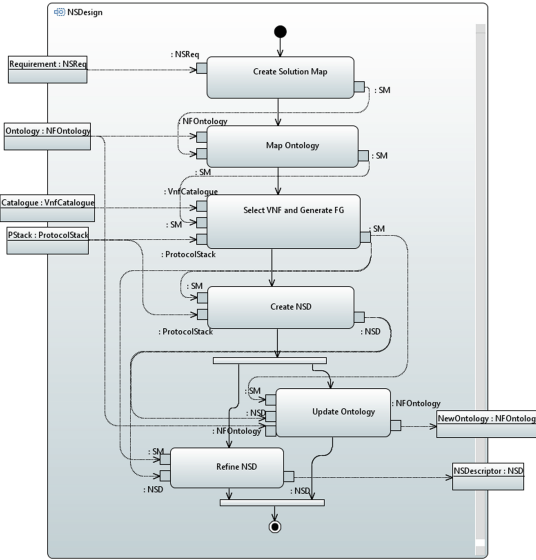 NSDesign
: NSReq
Requirement : NSReq
Create Solution Map
: SM
NFOntology
Ontology : NFOntology
Map Ontology
: SM
: SM
: VnfCatalogue
Catalogue : VnfCatalogue
Select VNF and Generate FG
: SM
: SM
PStack : ProtocolStack
: ProtocolStack
: SM
Create NSD
: ProtocolStack
: NSD
: SM
: NFOntology
Update Ontology
: NSD
NewOntology : NFOntolog
: NFOntology
: SM
Refine NSD
NSDescriptor : NSD
: NSD
: NSD